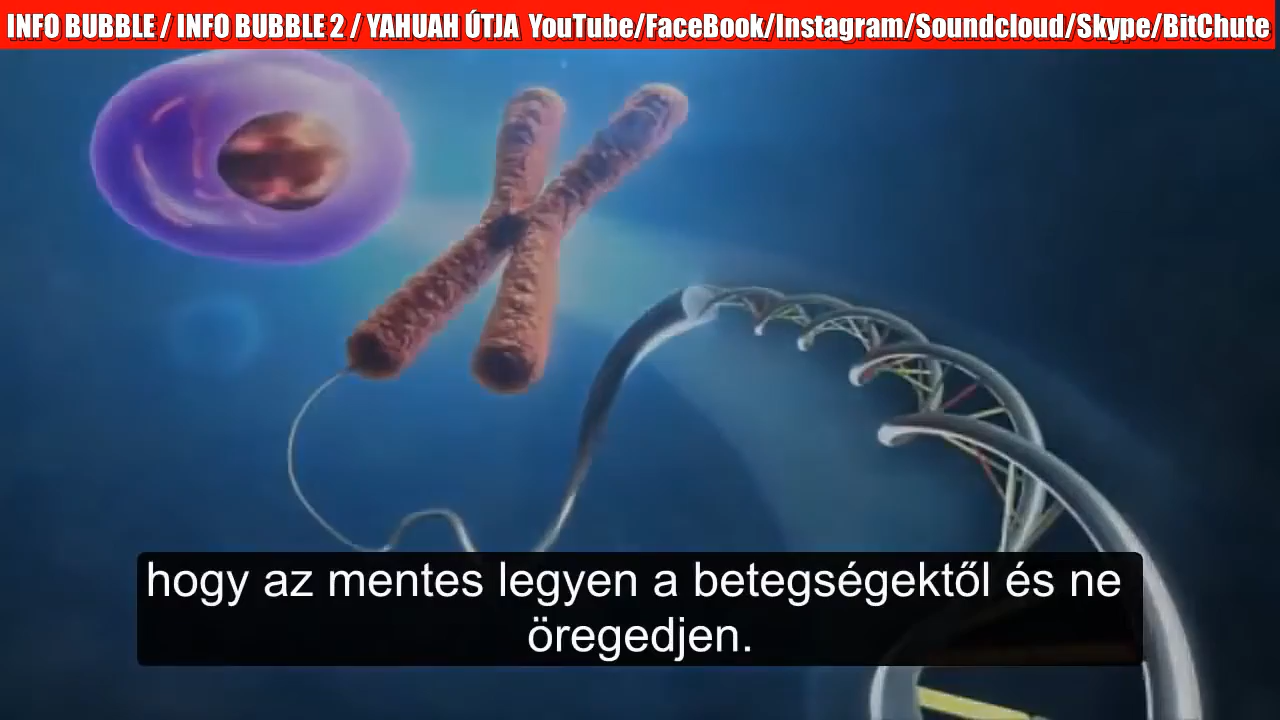 INFO BUBBLE / INFO BUBBLE 2 / YAHUAH ÚTJA YouTube/FaceBook/Instagram/Soundcloud/Skype/BitChute
hogy az mentes legyen a betegségektől és ne
öregedjen.